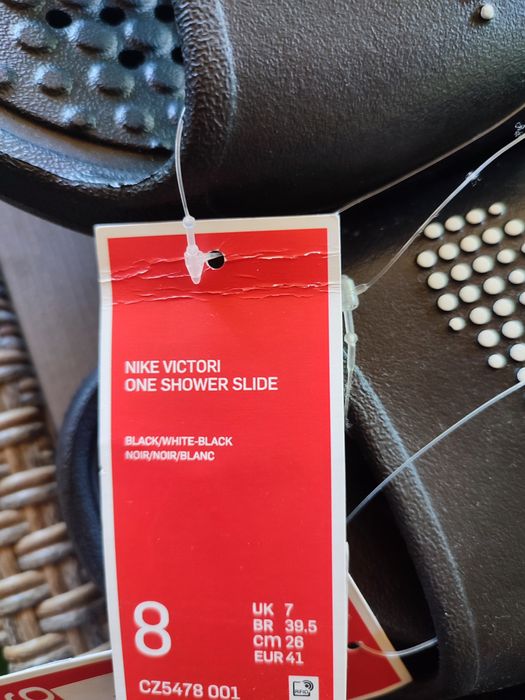 NIKE VICTORI
ONE SHOWER SLIDE
BLACK/WHITE-BLACK
NOIR/NOIR/BLANC
8
UK 7
BR 39.5
cm 26
EUR 41
CZ5478 001
RFID